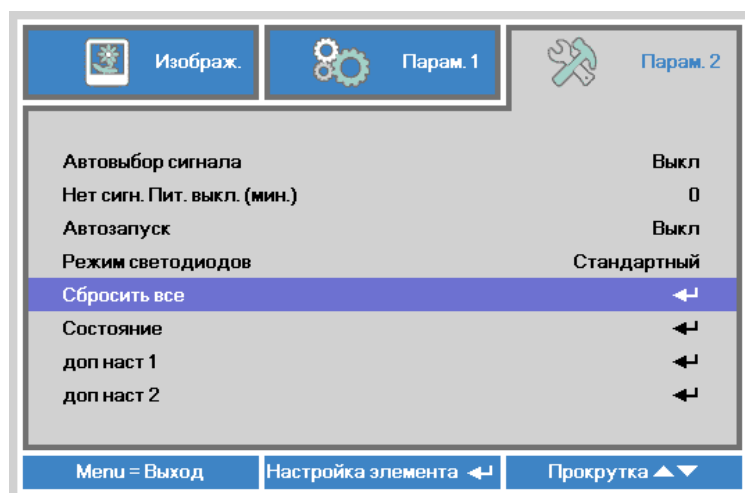 Изображ.
Парам. 1
Парам. 2
Автовыбор сигнала Выкл
Нет сигн. Пит. выкл. (мин.) 0
Автозапуск Выкл
Режим светодиодов Стандартный
Сбросить все
Состояние
доп наст 1
доп наст 2
Menu = Выход Настройка элемента Прокрутка